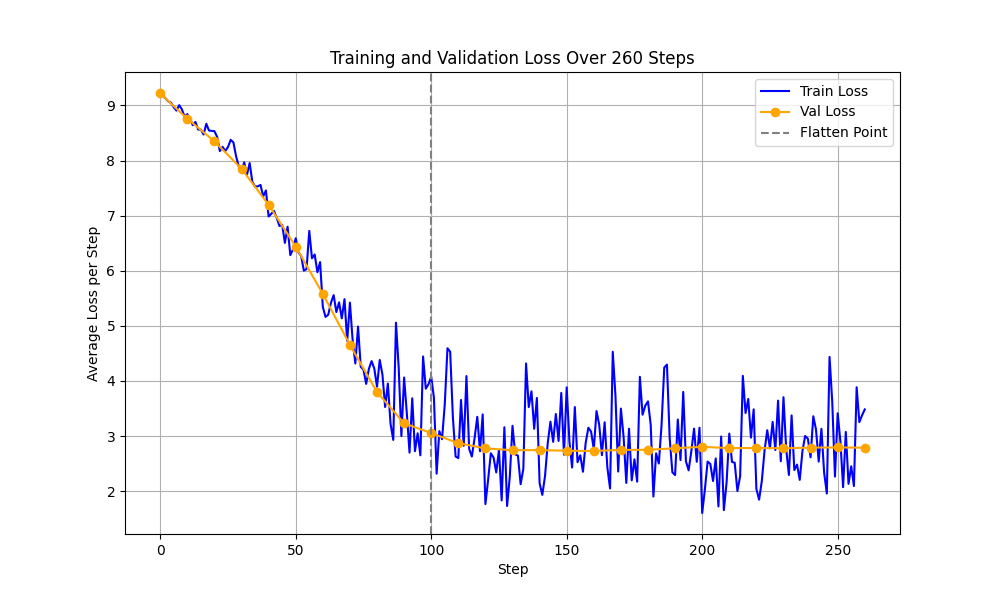 Training and Validation Loss Over 260 Steps
Train Loss
Val Loss
Flatten Point
Average Loss per Step
9
8
7
6
5
4
3
2
0
50
100
150
200
250
Step